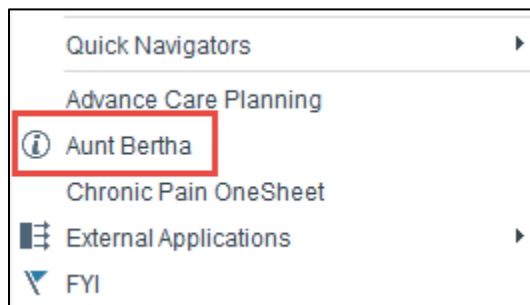 Quick Navigators
Advance Care Planning
Aunt Bertha
Chronic Pain OneSheet
External Applications
FYI